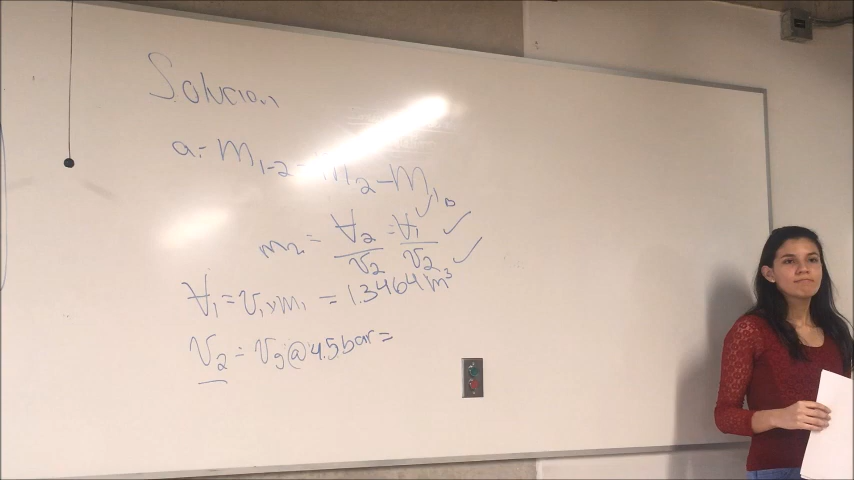 Solucion
a: m₁₋₂ = m₂ - m₁
m₂ = V₂/v₂ = V₁/v₂
V₁ = v₁ x m₁ = 1.3464 m³
v₂ = vg@4.5bar =